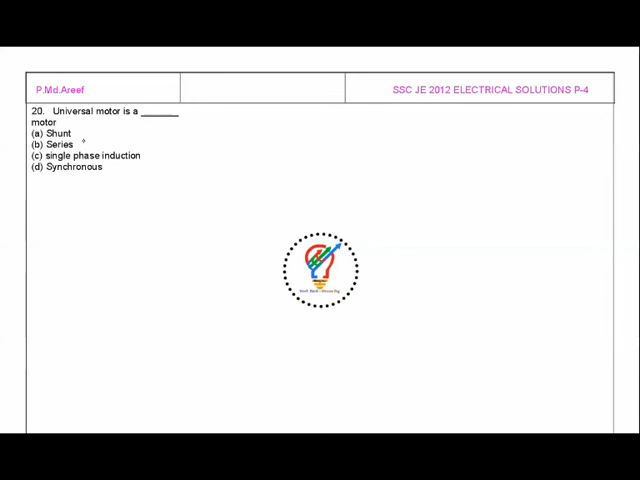 P.Md.Areef
SSC JE 2012 ELECTRICAL SOLUTIONS P-4
20. Universal motor is a _______
motor
(a) Shunt
(b) Series
(c) single phase induction
(d) Synchronous